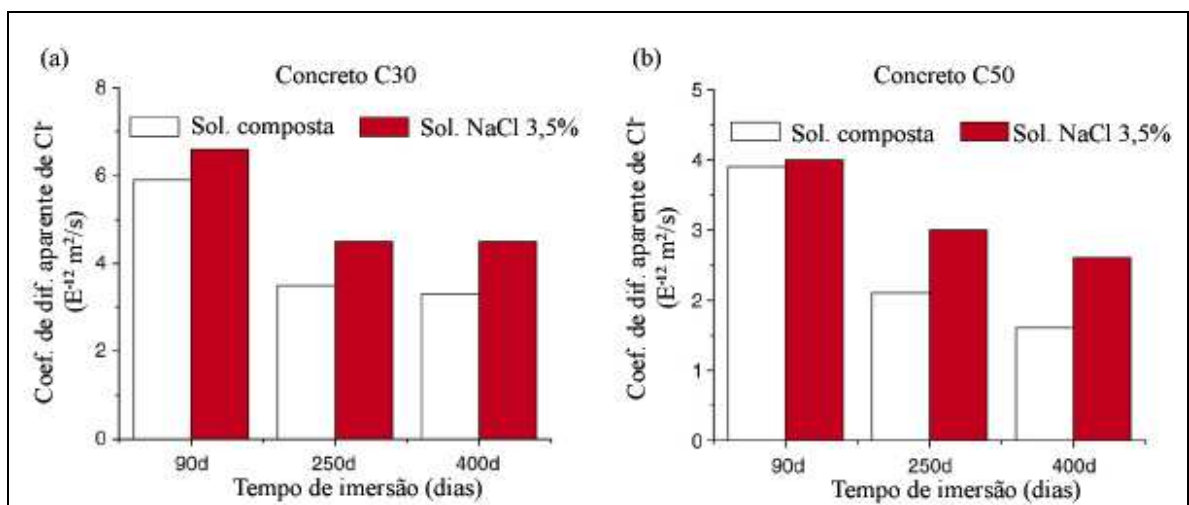 (a)
Concreto C30
Sol. composta
Sol. NaCl 3,5%
Coef. de dif. aparente de Cl-
(E-12 m²/s)
8
6
4
2
0
90d
250d
400d
Tempo de imersão (dias)
(b)
Concreto C50
Sol. composta
Sol. NaCl 3,5%
Coef. de dif. aparente de Cl-
(E-12 m²/s)
5
4
3
2
1
0
90d
250d
400d
Tempo de imersão (dias)